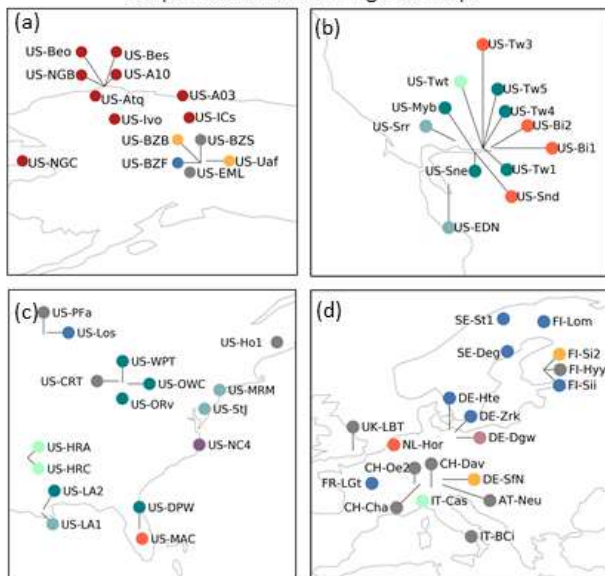 (a)
US-Beo
US-Bes
US-NGB
US-A10
US-Atq
US-A03
US-Ivo
US-ICs
US-BZB
US-BZS
US-BZF
US-Uaf
US-EML
US-NGC
(b)
US-Tw3
US-Twt
US-Tw5
US-Myb
US-Tw4
US-Srr
US-Bi2
US-Bi1
US-Sne
US-Tw1
US-Snd
US-EDN
(c)
US-PFa
US-Los
US-Ho1
US-WPT
US-CRT
US-OWC
US-MRM
US-ORv
US-StJ
US-NC4
US-HRA
US-HRC
US-LA2
US-DPW
US-LA1
US-MAC
(d)
SE-St1
FI-Lom
SE-Deg
FI-Si2
FI-Hyy
FI-Sii
DE-Hte
DE-Zrk
UK-LBT
DE-Dgw
NL-Hor
CH-Oe2
CH-Dav
FR-LGt
DE-SfN
IT-Cas
AT-Neu
CH-Cha
IT-BCi